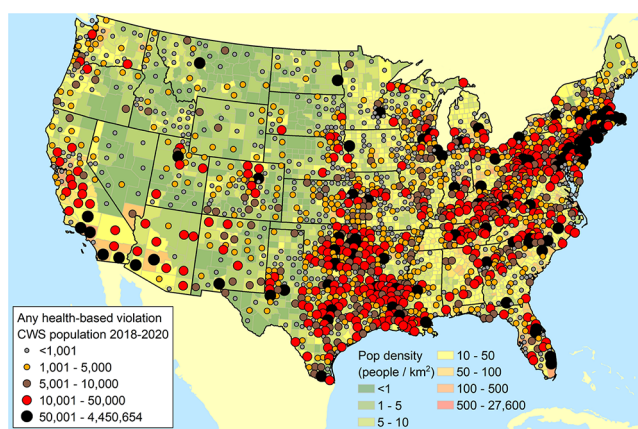 Any health-based violation
CWS population 2018-2020
<1,001
1,001 - 5,000
5,001 - 10,000
10,001 - 50,000
50,001 - 4,450,654
Pop density
(people / km²)
<1
1 - 5
5 - 10
10 - 50
50 - 100
100 - 500
500 - 27,600